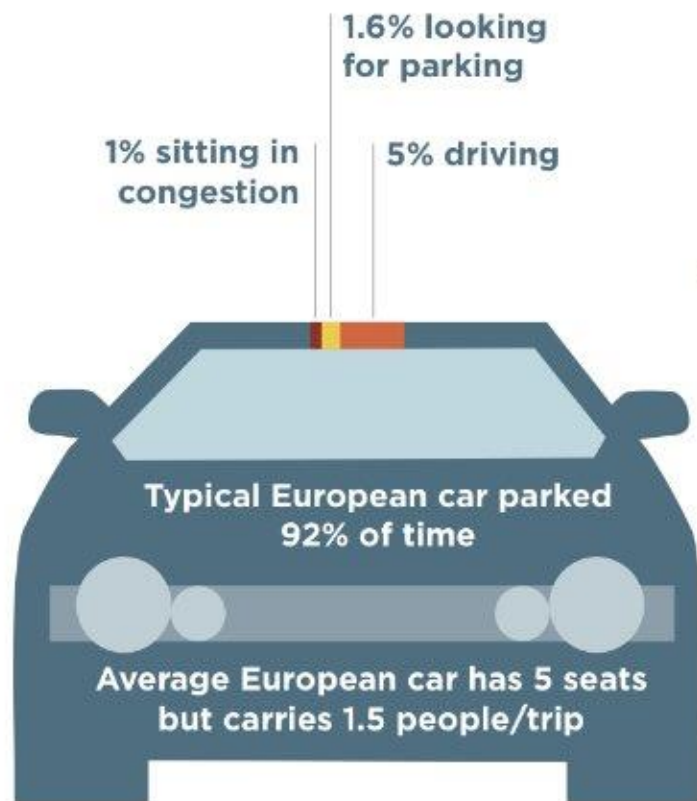 1.6% looking
for parking
1% sitting in
congestion
5% driving
Typical European car parked
92% of time
Average European car has 5 seats
but carries 1.5 people/trip